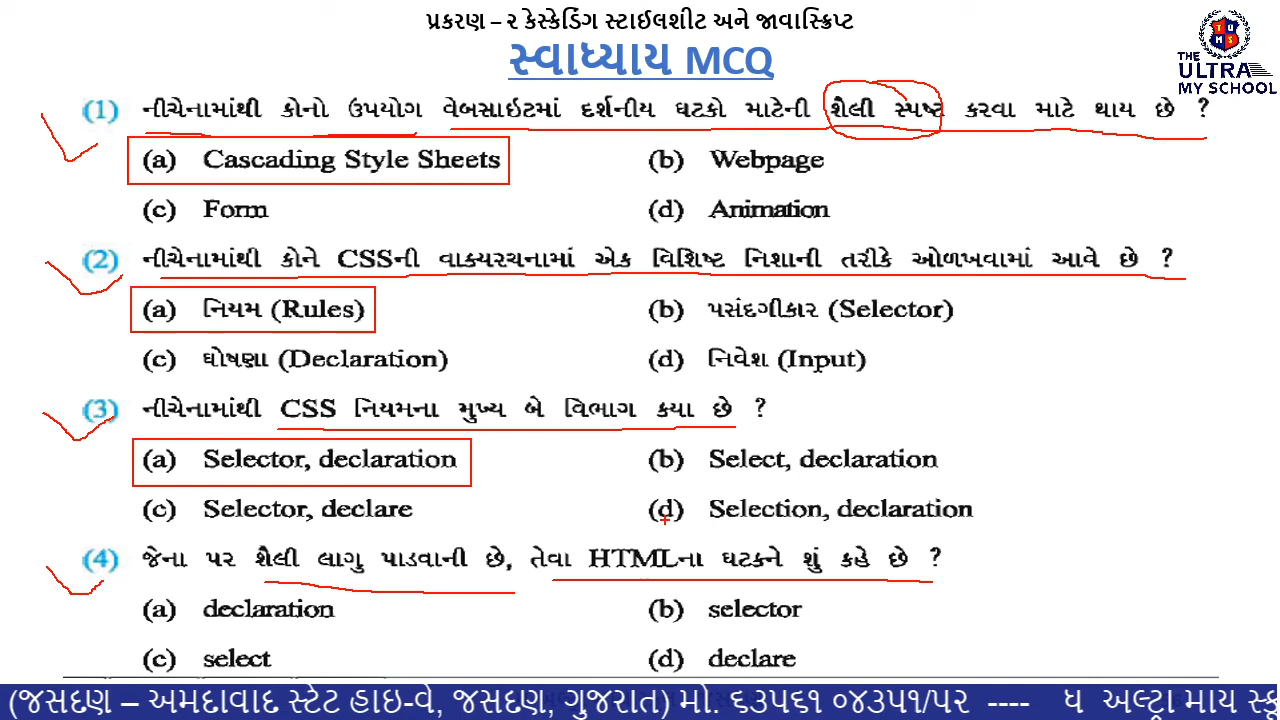 પ્રકરણ – ૨ કેસ્કેડિંગ સ્ટાઈલશીટ અને જાવાસ્ક્રિપ્ટ
સ્વાધ્યાય MCQ
THE
ULTRA
MY SCHOOL
(1) નીચેનામાંથી કોનો ઉપયોગ વેબસાઇટમાં દર્શનીય ઘટકો માટેની શૈલી સ્પષ્ટ કરવા માટે થાય છે ?
(a) Cascading Style Sheets (b) Webpage
(c) Form (d) Animation
(2) નીચેનામાંથી કોને CSSની વાક્યરચનામાં એક વિશિષ્ટ નિશાની તરીકે ઓળખવામાં આવે છે ?
(a) નિયમ (Rules) (b) પસંદગીકાર (Selector)
(c) ઘોષણા (Declaration) (d) નિવેશ (Input)
(3) નીચેનામાંથી CSS નિયમના મુખ્ય બે વિભાગ કયા છે ?
(a) Selector, declaration (b) Select, declaration
(c) Selector, declare (d) Selection, declaration
(4) જેના પર શૈલી લાગુ પાડવાની છે, તેવા HTMLના ઘટકને શું કહે છે ?
(a) declaration (b) selector
(c) select (d) declare
(જસદણ – અમદાવાદ સ્ટેટ હાઇ-વે, જસદણ, ગુજરાત) મો. ૬૩૫૬૧ ૦૪૩૫૧/૫૨ ---- ધ અલ્ટ્રા માય સ્કુ